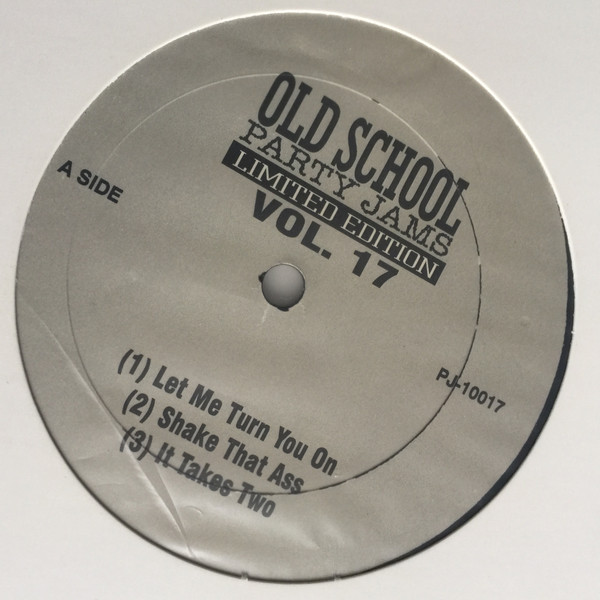 OLD SCHOOL
PARTY JAMS
LIMITED EDITION
VOL. 17
A SIDE
PJ-10017
(1) Let Me Turn You On
(2) Shake That Ass
(3) It Takes Two